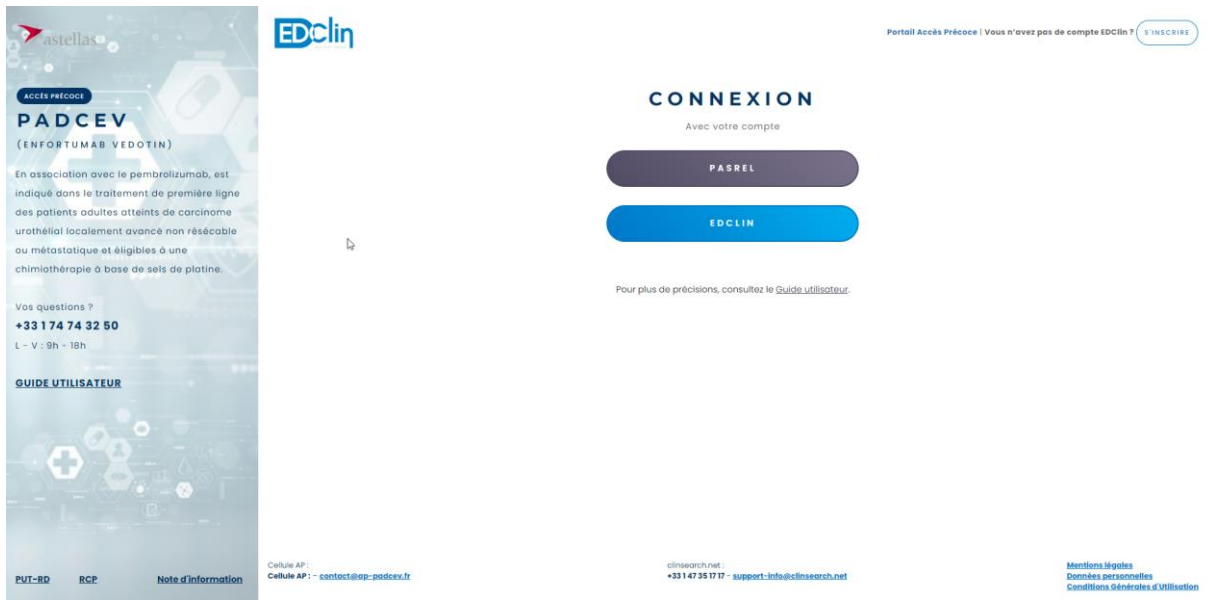 astellas
ACCÈS PRÉCOCE
PADCEV
(ENFORTUMAB VEDOTIN)
En association avec le pembrolizumab, est
indiqué dans le traitement de première ligne
des patients adultes atteints de carcinome
urothélial localement avancé non résécable
ou métastatique et éligibles à une
chimiothérapie à base de sels de platine.
Vos questions ?
+33 1 74 74 32 50
L - V : 9h - 18h
GUIDE UTILISATEUR
PUT-RD RCP Note d'information
EDClin
Portail Accès Précoce | Vous n'avez pas de compte EDClin ? S'INSCRIRE
CONNEXION
Avec votre compte
PASREL
EDCLIN
Pour plus de précisions, consultez le Guide utilisateur.
Cellule AP :
Cellule AP : - contact@ap-padcev.fr
clinsearch.net :
+33 1 47 35 17 17 - support-info@clinsearch.net
Mentions légales
Données personnelles
Conditions Générales d'Utilisation